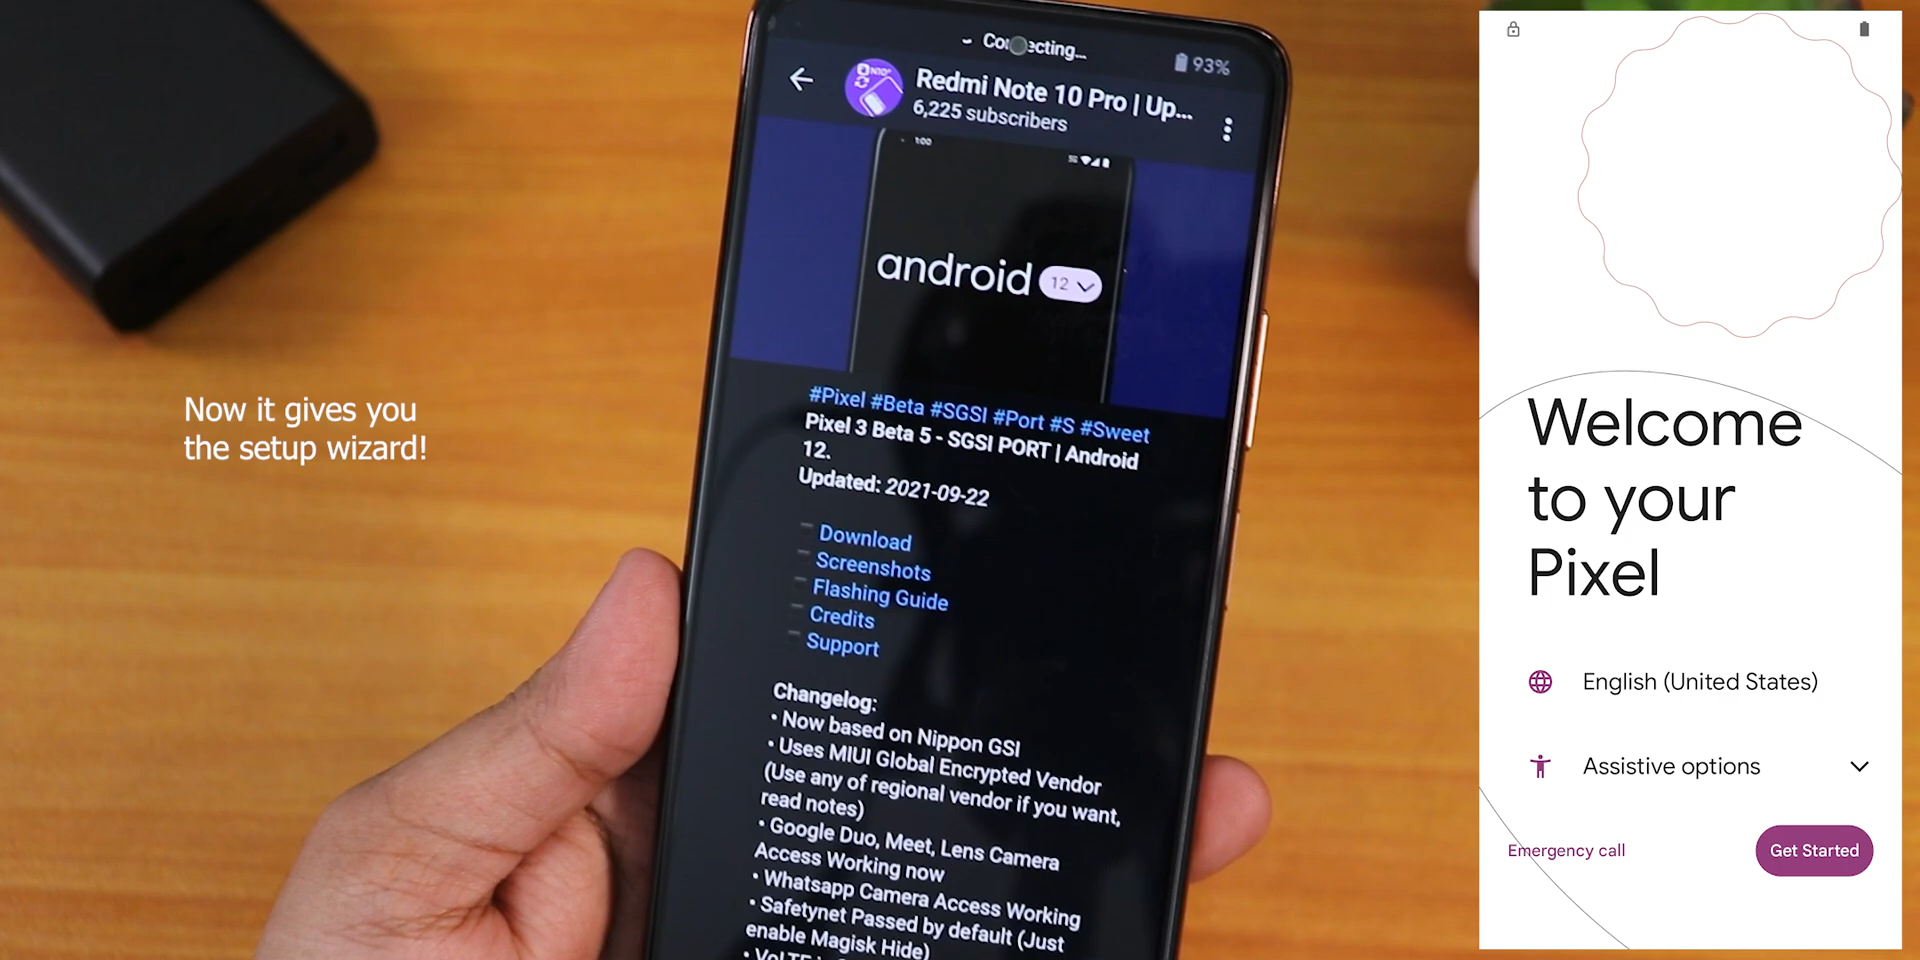 Now it gives you
the setup wizard!
Connecting...
93%
Redmi Note 10 Pro | Up...
6,225 subscribers
1:00
android 12
#Pixel #Beta #SGSI #Port #S #Sweet
Pixel 3 Beta 5 - SGSI PORT | Android
12.
Updated: 2021-09-22
Download
Screenshots
Flashing Guide
Credits
Support
Changelog:
• Now based on Nippon GSI
• Uses MIUI Global Encrypted Vendor
(Use any of regional vendor if you want,
read notes)
• Google Duo, Meet, Lens Camera
Access Working now
• Whatsapp Camera Access Working
• Safetynet Passed by default (Just
enable Magisk Hide)
Welcome
to your
Pixel
English (United States)
Assistive options
Emergency call
Get Started